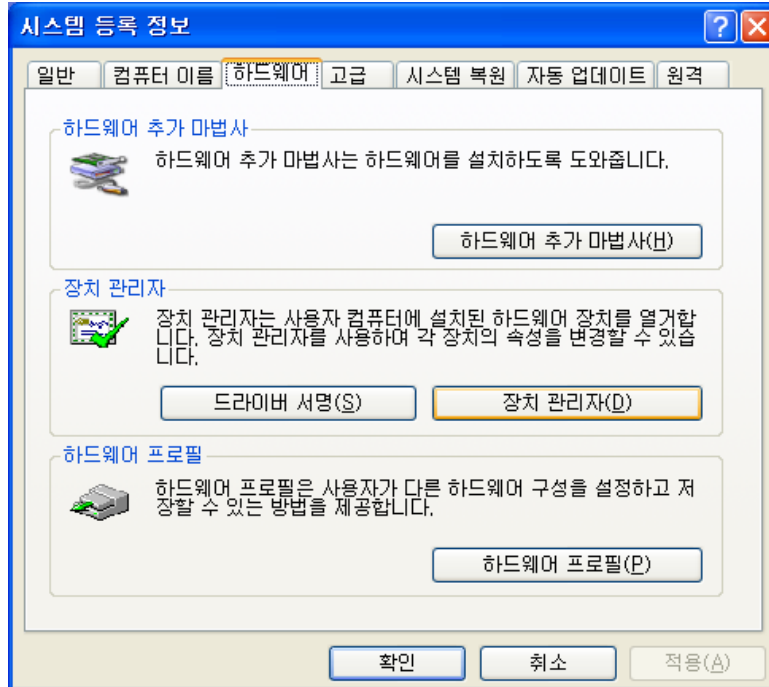 시스템 등록 정보
일반 컴퓨터 이름 하드웨어 고급 시스템 복원 자동 업데이트 원격
하드웨어 추가 마법사
하드웨어 추가 마법사는 하드웨어를 설치하도록 도와줍니다.
하드웨어 추가 마법사(H)
장치 관리자
장치 관리자는 사용자 컴퓨터에 설치된 하드웨어 장치를 열거합
니다. 장치 관리자를 사용하여 각 장치의 속성을 변경할 수 있습
니다.
드라이버 서명(S) 장치 관리자(D)
하드웨어 프로필
하드웨어 프로필은 사용자가 다른 하드웨어 구성을 설정하고 저
장할 수 있는 방법을 제공합니다.
하드웨어 프로필(P)
확인 취소 적용(A)